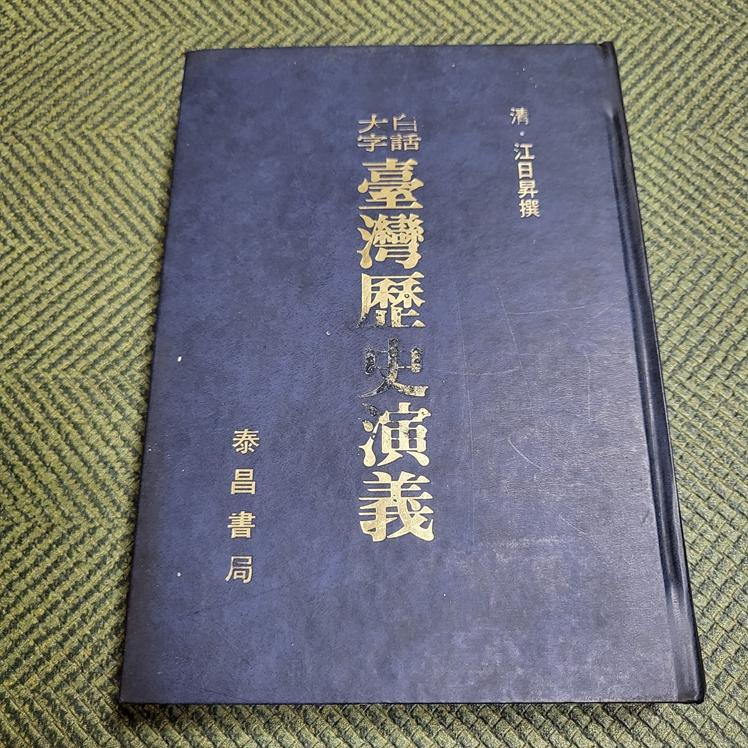 清・江日昇撰
白話
大字
臺灣歷史演義
泰昌書局